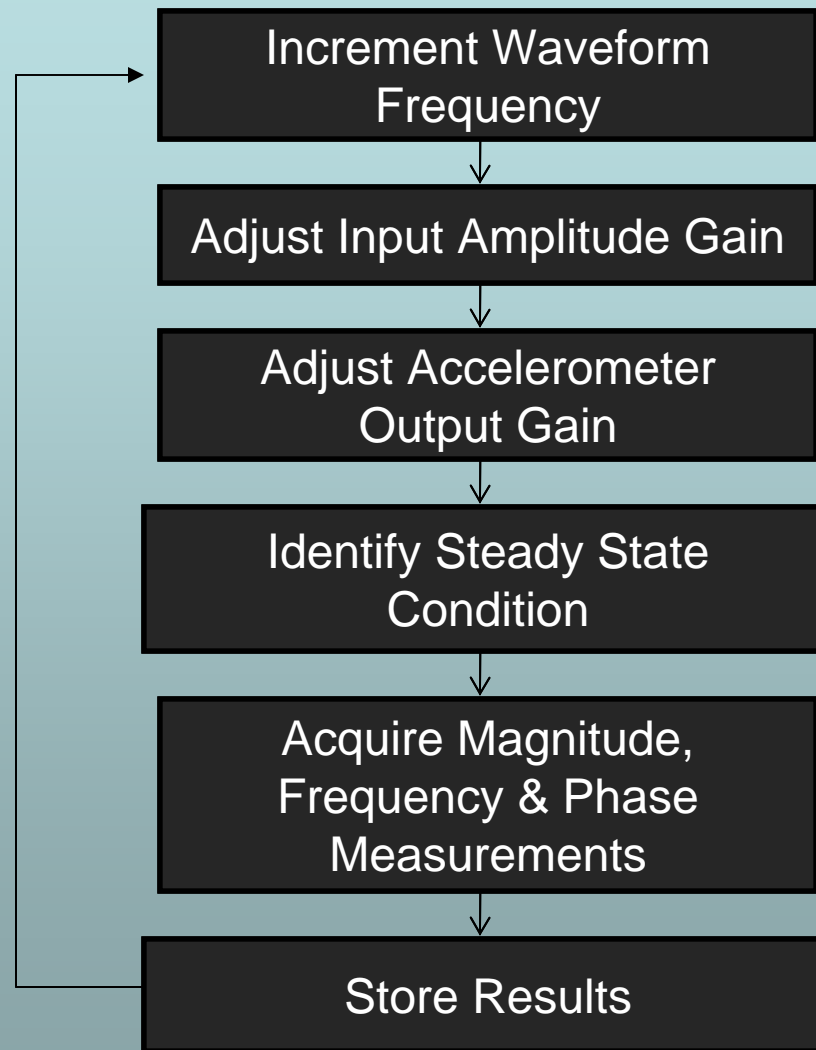 Increment Waveform
Frequency
Adjust Input Amplitude Gain
Adjust Accelerometer
Output Gain
Identify Steady State
Condition
Acquire Magnitude,
Frequency & Phase
Measurements
Store Results